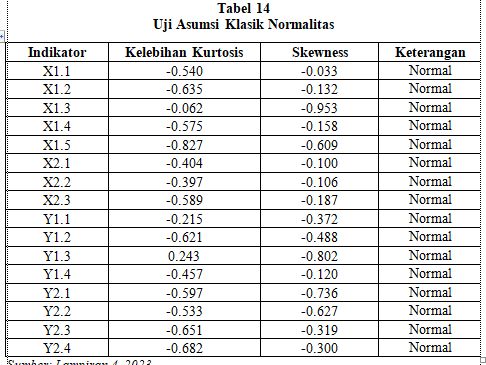 Tabel 14
Uji Asumsi Klasik Normalitas
Indikator Kelebihan Kurtosis Skewness Keterangan
X1.1 -0.540 -0.033 Normal
X1.2 -0.635 -0.132 Normal
X1.3 -0.062 -0.953 Normal
X1.4 -0.575 -0.158 Normal
X1.5 -0.827 -0.609 Normal
X2.1 -0.404 -0.100 Normal
X2.2 -0.397 -0.106 Normal
X2.3 -0.589 -0.187 Normal
Y1.1 -0.215 -0.372 Normal
Y1.2 -0.621 -0.488 Normal
Y1.3 0.243 -0.802 Normal
Y1.4 -0.457 -0.120 Normal
Y2.1 -0.597 -0.736 Normal
Y2.2 -0.533 -0.627 Normal
Y2.3 -0.651 -0.319 Normal
Y2.4 -0.682 -0.300 Normal
Sumber: Lampiran 4, 2023